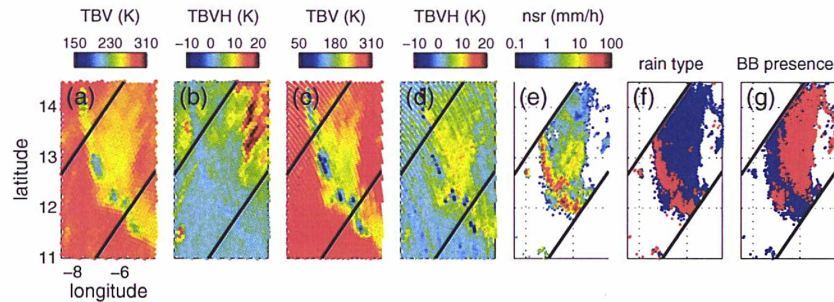 TBV (K) TBVH (K) TBV (K) TBVH (K) nsr (mm/h)
150 230 310 −10 0 10 20 50 180 310 −10 0 10 20 0.1 1 10 100
rain type BB presence
14 (a) (b) (c) (d) (e) (f) (g)
13
12
11
latitude
−8 −6
longitude